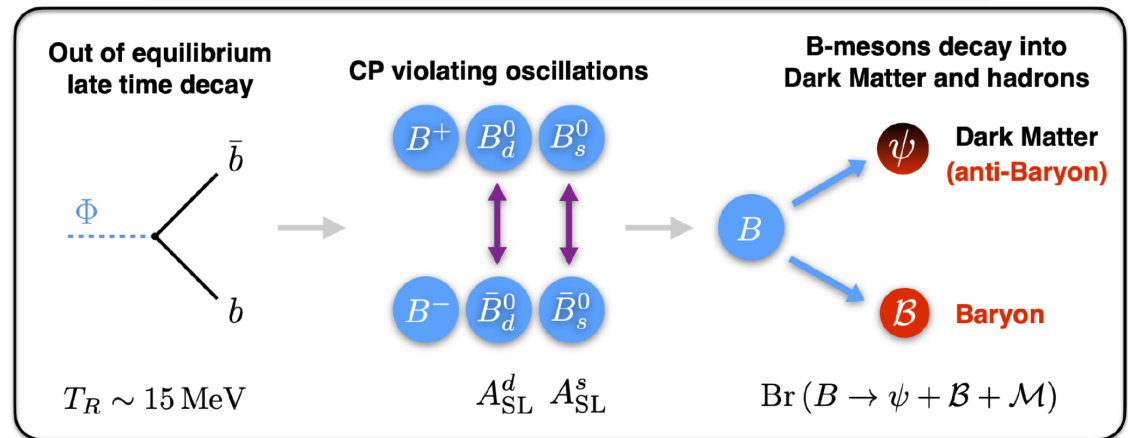 Out of equilibrium
late time decay
Φ
b̄
b
T_R ∼ 15 MeV
CP violating oscillations
B⁺ B⁰_d B⁰_s
B⁻ B̄⁰_d B̄⁰_s
A^d_SL A^s_SL
B-mesons decay into
Dark Matter and hadrons
B
ψ
Dark Matter
(anti-Baryon)
ℬ
Baryon
Br (B → ψ + ℬ + ℳ)